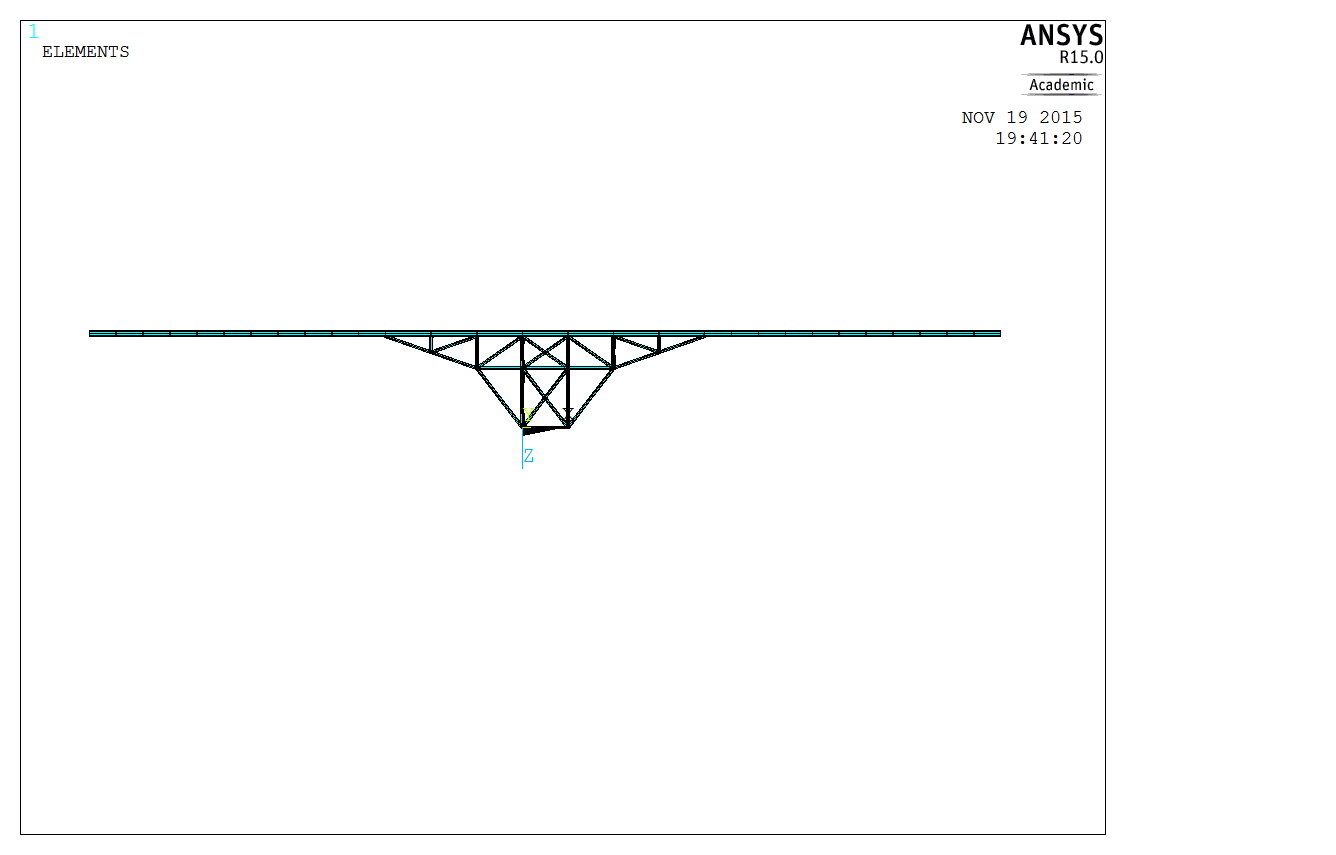 1
ELEMENTS
ANSYS
R15.0
Academic
NOV 19 2015
19:41:20
Y
X
Z